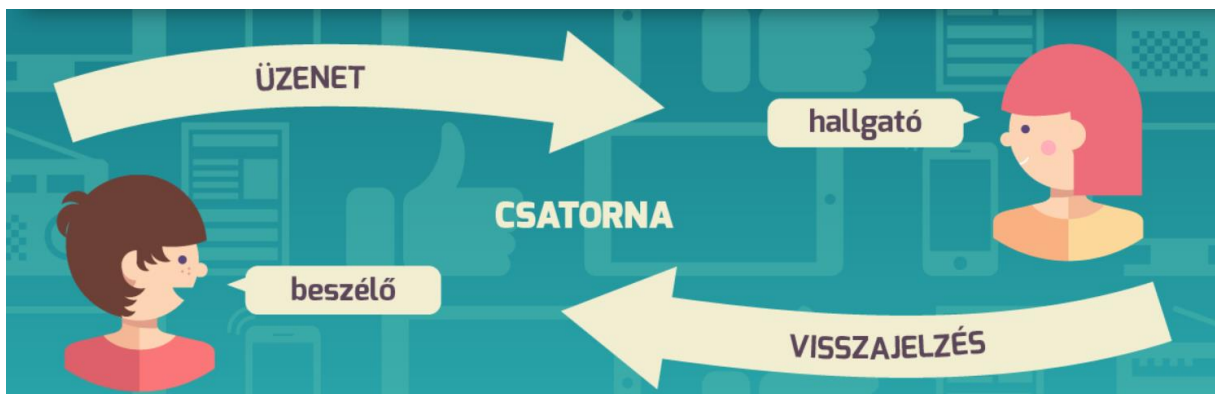 ÜZENET
hallgató
CSATORNA
beszélő
VISSZAJELZÉS